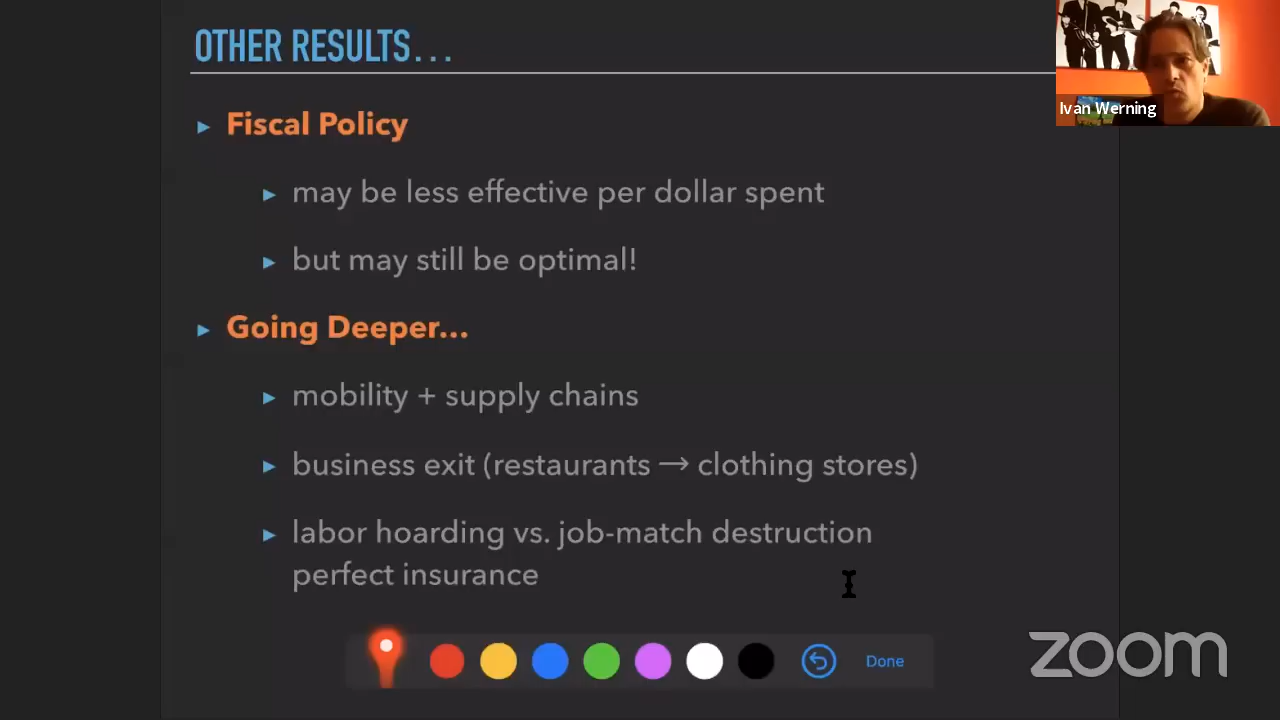 OTHER RESULTS...
Ivan Werning
▸ Fiscal Policy
▸ may be less effective per dollar spent
▸ but may still be optimal!
▸ Going Deeper...
▸ mobility + supply chains
▸ business exit (restaurants → clothing stores)
▸ labor hoarding vs. job-match destruction
perfect insurance
Done
zoom